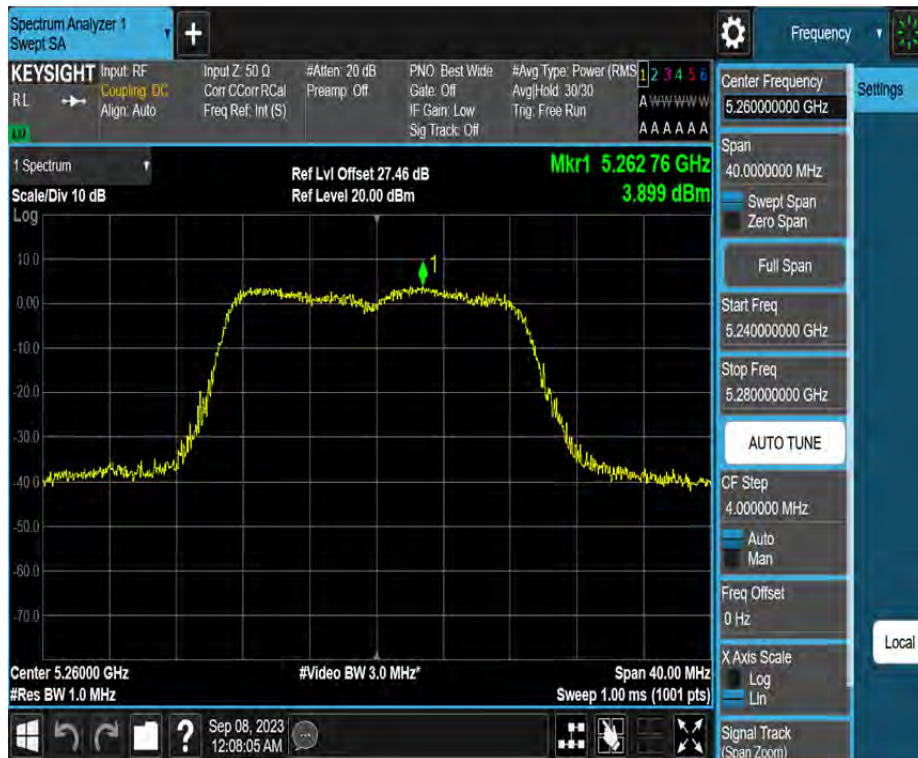 Spectrum Analyzer 1
Swept SA
+
Frequency
KEYSIGHT
RL
Input: RF
Coupling: DC
Align: Auto
Input Z: 50 Ω
Corr CCorr RCal
Freq Ref: Int (S)
#Atten: 20 dB
Preamp: Off
PNO: Best Wide
Gate: Off
IF Gain: Low
Sig Track: Off
#Avg Type: Power (RMS
Avg|Hold: 30/30
Trig: Free Run
1 2 3 4 5 6
A W W W W W
A A A A A A
LXI
1 Spectrum
Scale/Div 10 dB
Ref Lvl Offset 27.46 dB
Ref Level 20.00 dBm
Mkr1 5.262 76 GHz
3.899 dBm
Log
1
10.0
0.00
-10.0
-20.0
-30.0
-40.0
-50.0
-60.0
-70.0
Center 5.26000 GHz
#Res BW 1.0 MHz
#Video BW 3.0 MHz*
Span 40.00 MHz
Sweep 1.00 ms (1001 pts)
Center Frequency
5.260000000 GHz
Span
40.0000000 MHz
Swept Span
Zero Span
Full Span
Start Freq
5.240000000 GHz
Stop Freq
5.280000000 GHz
AUTO TUNE
CF Step
4.000000 MHz
Auto
Man
Freq Offset
0 Hz
X Axis Scale
Log
Lin
Signal Track
(Span Zoom)
Settings
Local
?
Sep 08, 2023
12:08:05 AM